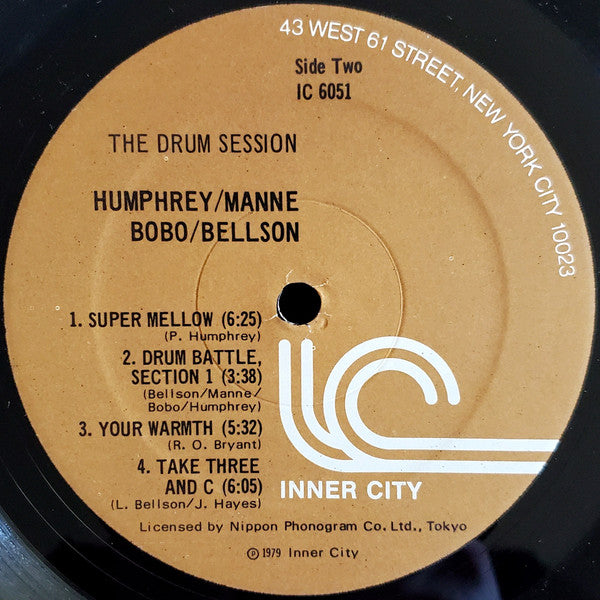 43 WEST 61 STREET, NEW YORK CITY 10023
Side Two
IC 6051
THE DRUM SESSION
HUMPHREY/MANNE
BOBO/BELLSON
1. SUPER MELLOW (6:25)
(P. Humphrey)
2. DRUM BATTLE,
SECTION 1 (3:38)
(Bellson/Manne/
Bobo/Humphrey)
3. YOUR WARMTH (5:32)
(R. O. Bryant)
4. TAKE THREE
AND C (6:05)
(L. Bellson/J. Hayes)
IC
INNER CITY
Licensed by Nippon Phonogram Co. Ltd., Tokyo
℗ 1979 Inner City